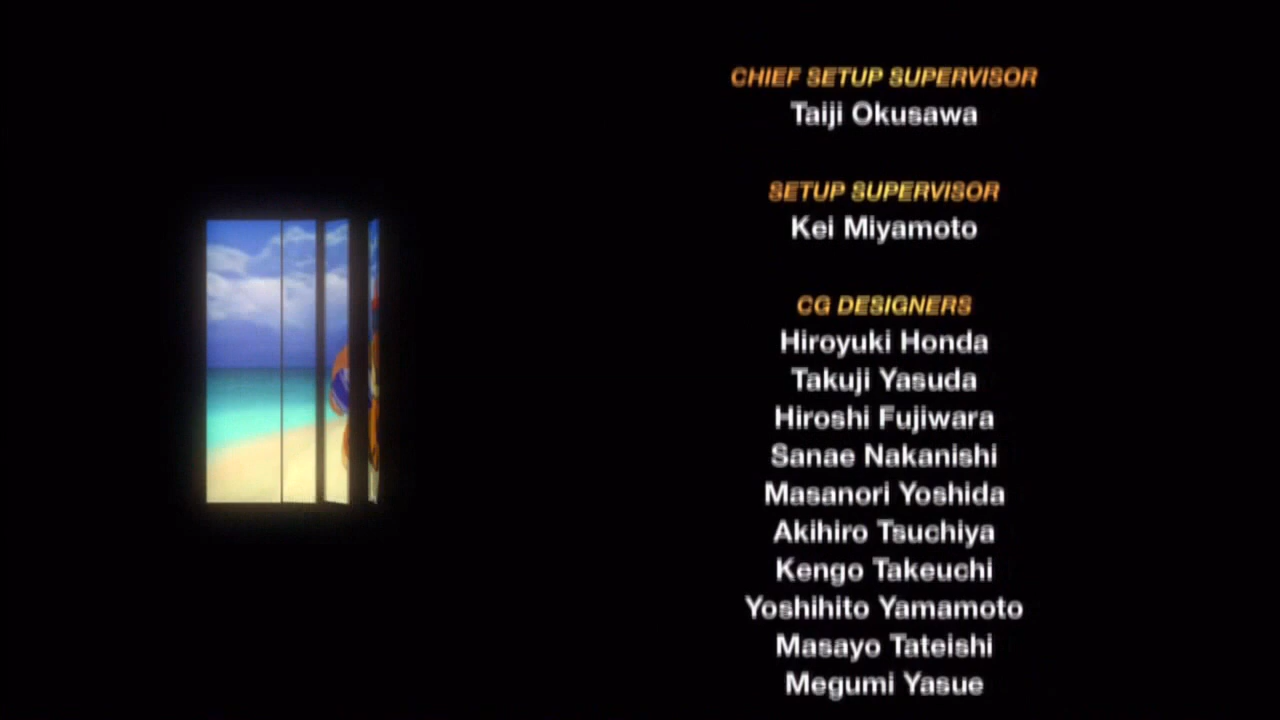 CHIEF SETUP SUPERVISOR
Taiji Okusawa
SETUP SUPERVISOR
Kei Miyamoto
CG DESIGNERS
Hiroyuki Honda
Takuji Yasuda
Hiroshi Fujiwara
Sanae Nakanishi
Masanori Yoshida
Akihiro Tsuchiya
Kengo Takeuchi
Yoshihito Yamamoto
Masayo Tateishi
Megumi Yasue